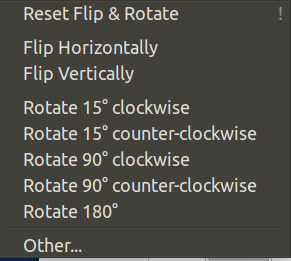 Reset Flip & Rotate !
Flip Horizontally
Flip Vertically
Rotate 15° clockwise
Rotate 15° counter-clockwise
Rotate 90° clockwise
Rotate 90° counter-clockwise
Rotate 180°
Other...